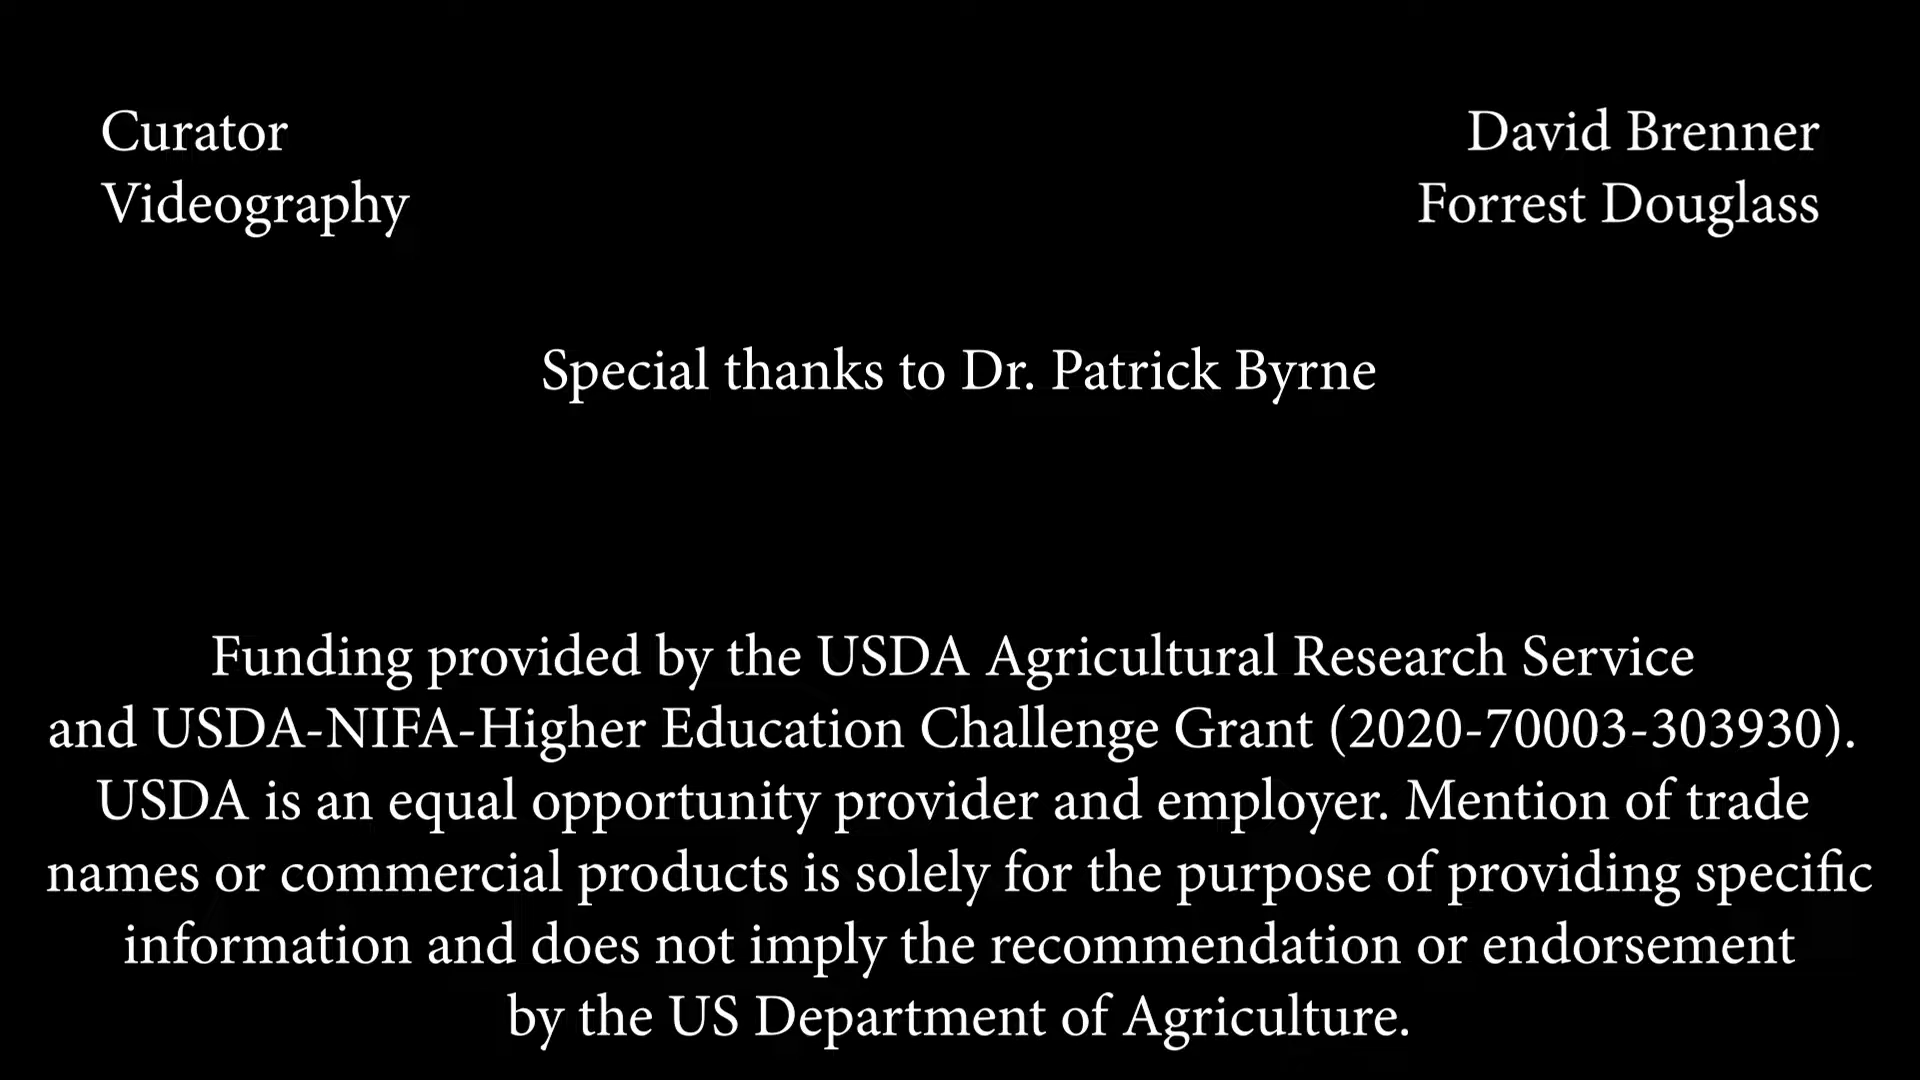 Curator David Brenner
Videography Forrest Douglass
Special thanks to Dr. Patrick Byrne
Funding provided by the USDA Agricultural Research Service
and USDA-NIFA-Higher Education Challenge Grant (2020-70003-303930).
USDA is an equal opportunity provider and employer. Mention of trade
names or commercial products is solely for the purpose of providing specific
information and does not imply the recommendation or endorsement
by the US Department of Agriculture.